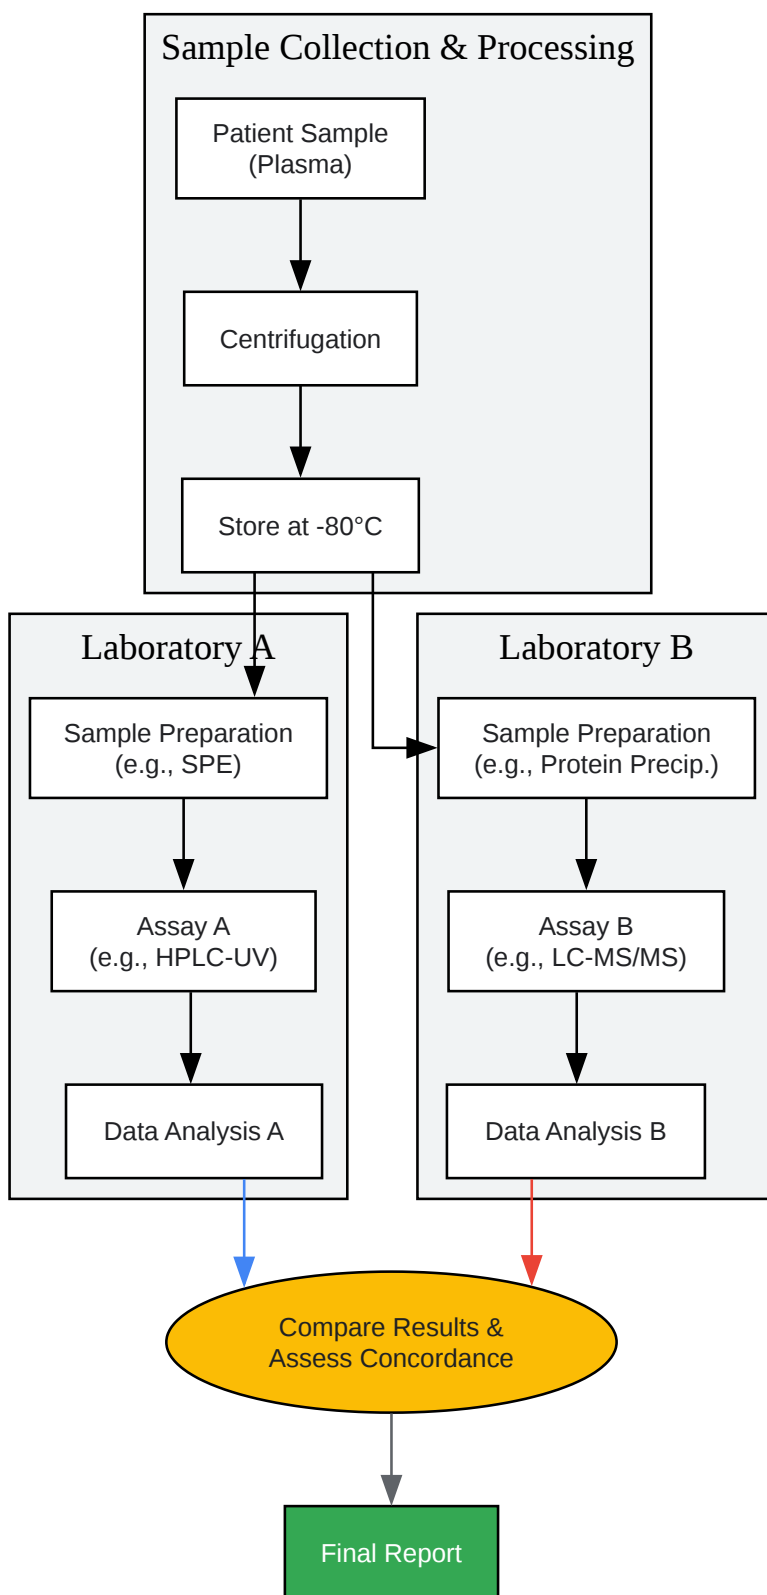 Sample Collection & Processing
Patient Sample
(Plasma)
Centrifugation
Store at -80°C
Laboratory A
Sample Preparation
(e.g., SPE)
Assay A
(e.g., HPLC-UV)
Data Analysis A
Laboratory B
Sample Preparation
(e.g., Protein Precip.)
Assay B
(e.g., LC-MS/MS)
Data Analysis B
Compare Results &
Assess Concordance
Final Report